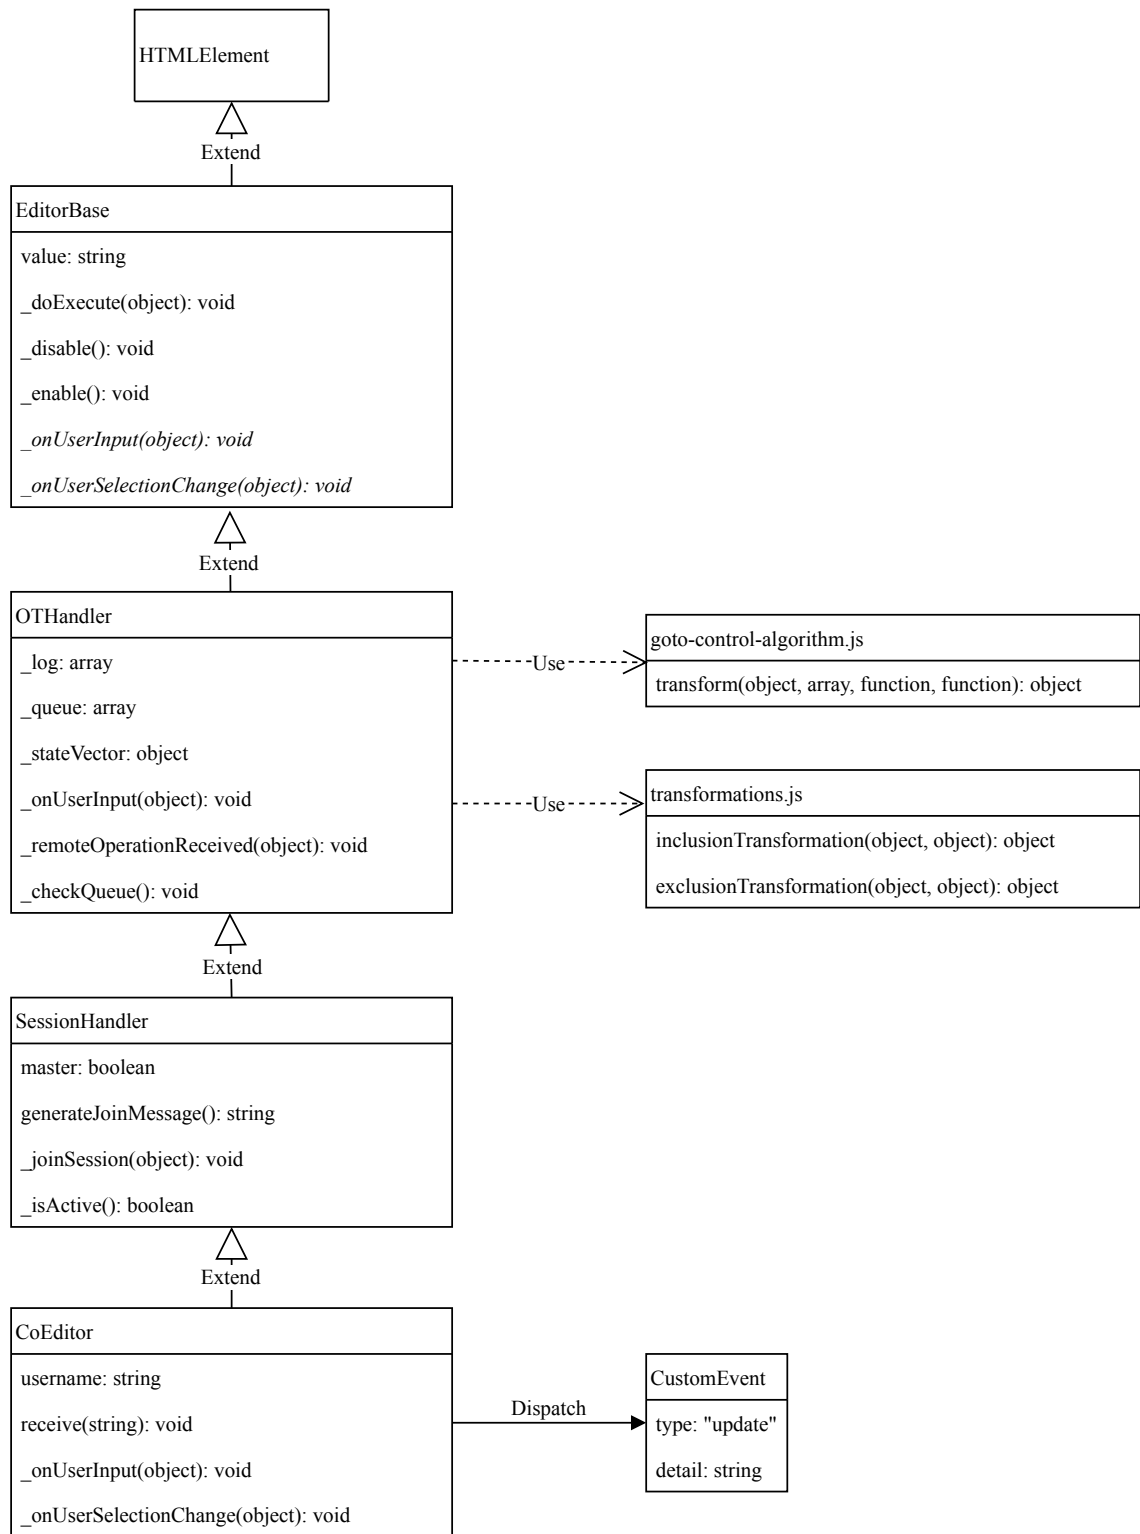 HTMLElement
Extend
EditorBase
value: string
_doExecute(object): void
_disable(): void
_enable(): void
_onUserInput(object): void
_onUserSelectionChange(object): void
Extend
OTHandler
_log: array
_queue: array
_stateVector: object
_onUserInput(object): void
_remoteOperationReceived(object): void
_checkQueue(): void
Use
goto-control-algorithm.js
transform(object, array, function, function): object
Use
transformations.js
inclusionTransformation(object, object): object
exclusionTransformation(object, object): object
Extend
SessionHandler
master: boolean
generateJoinMessage(): string
_joinSession(object): void
_isActive(): boolean
Extend
CoEditor
username: string
receive(string): void
_onUserInput(object): void
_onUserSelectionChange(object): void
Dispatch
CustomEvent
type: "update"
detail: string